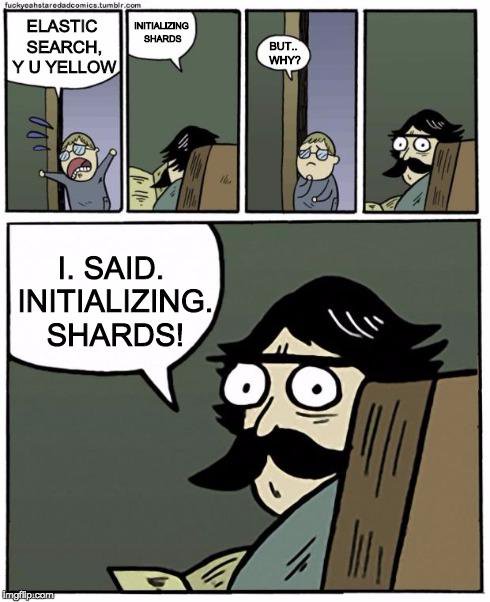 fuckyeahstaredadcomics.tumblr.com
ELASTIC
SEARCH,
Y U YELLOW
INITIALIZING
SHARDS
BUT..
WHY?
I. SAID.
INITIALIZING.
SHARDS!
imgflip.com